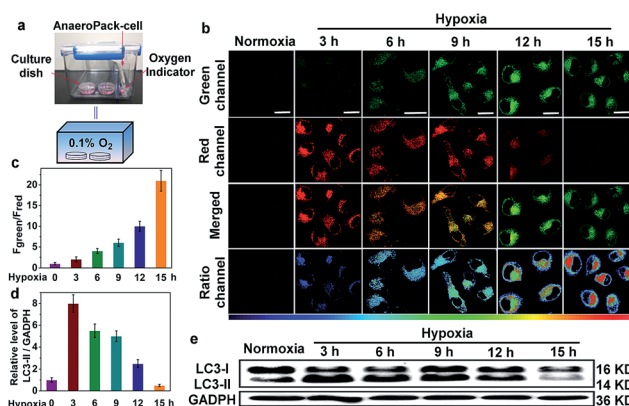 a
AnaeroPack-cell
Culture
dish
Oxygen
Indicator
0.1% O2
b
Hypoxia
Normoxia 3 h 6 h 9 h 12 h 15 h
Green
channel
Red
channel
Merged
Ratio
channel
c
Fgreen/Fred
25
20
15
10
5
0
Hypoxia 0 3 6 9 12 15 h
d
Relative level of
LC3-II / GADPH
8
6
4
2
0
Hypoxia 0 3 6 9 12 15 h
e
Hypoxia
Normoxia 3 h 6 h 9 h 12 h 15 h
LC3-I 16 KD
LC3-II 14 KD
GADPH 36 KD